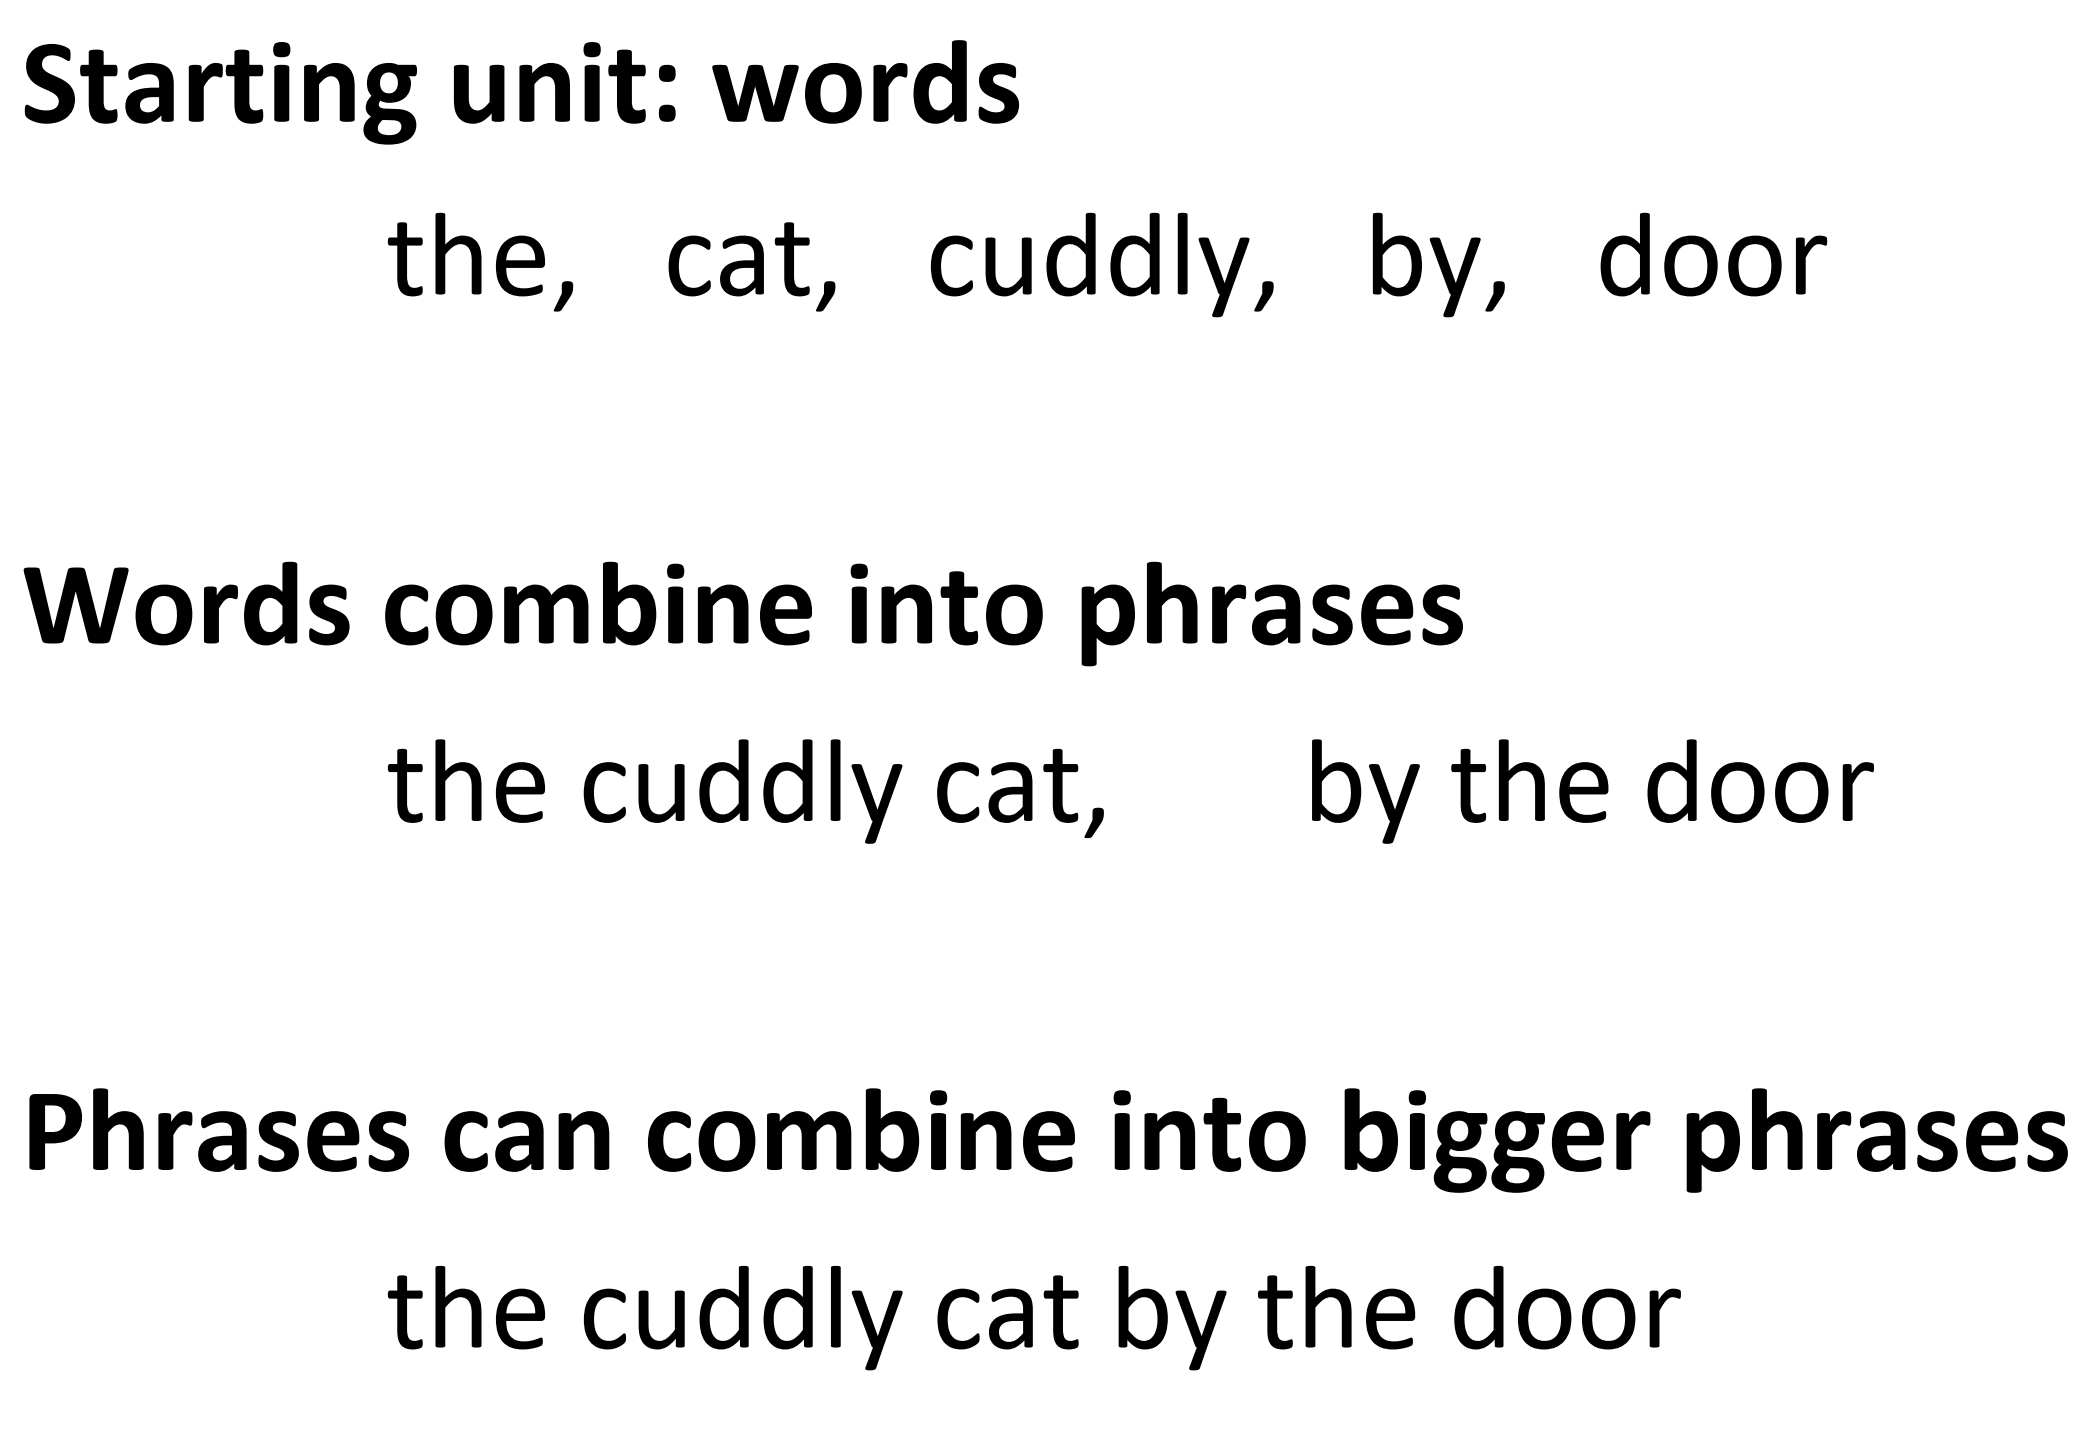 Starting unit: words
the, cat, cuddly, by, door
Words combine into phrases
the cuddly cat, by the door
Phrases can combine into bigger phrases
the cuddly cat by the door